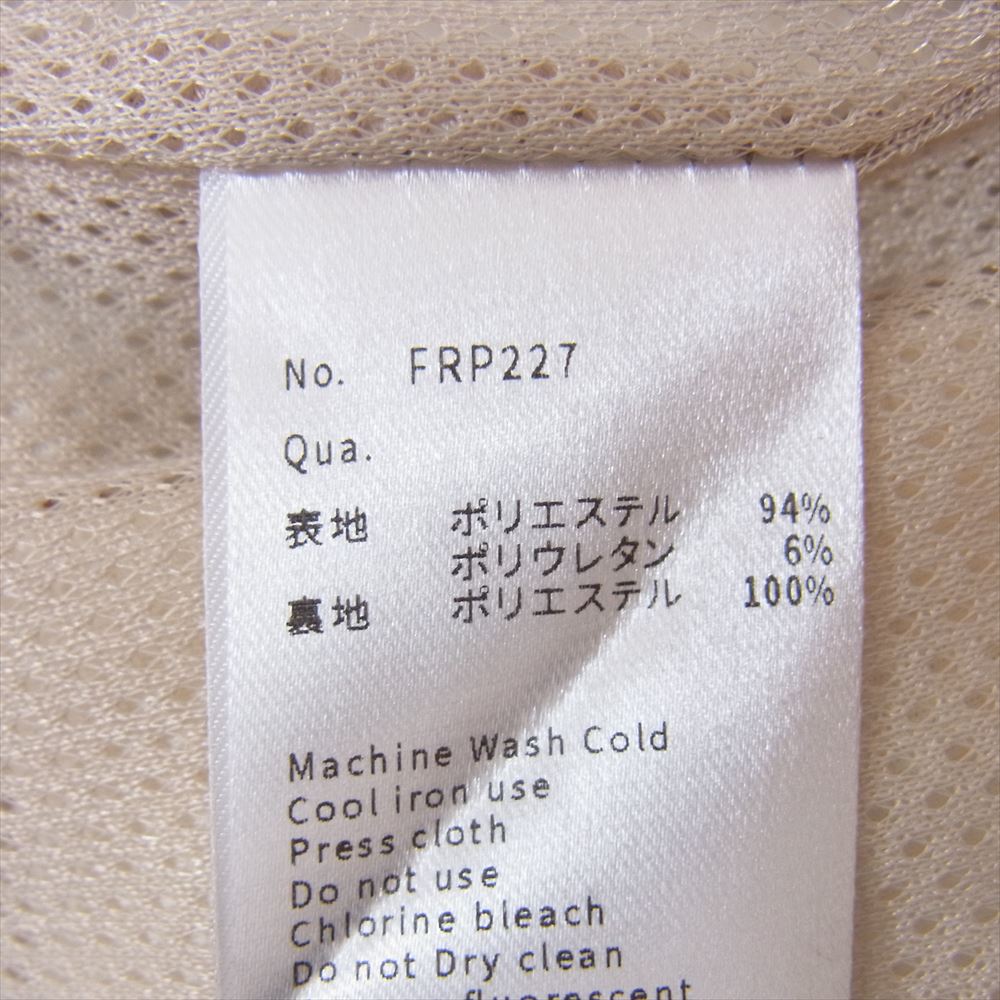 No. FRP227
Qua.
表地 ポリエステル 94%
ポリウレタン 6%
裏地 ポリエステル 100%
Machine Wash Cold
Cool iron use
Press cloth
Do not use
Chlorine bleach
Do not Dry clean
fluorescent